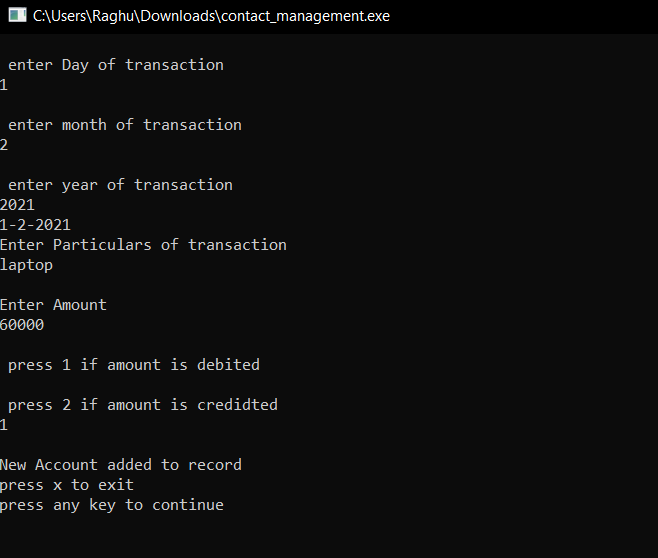 C:\Users\Raghu\Downloads\contact_management.exe
enter Day of transaction
1
enter month of transaction
2
enter year of transaction
2021
1-2-2021
Enter Particulars of transaction
laptop
Enter Amount
60000
press 1 if amount is debited
press 2 if amount is credidted
1
New Account added to record
press x to exit
press any key to continue